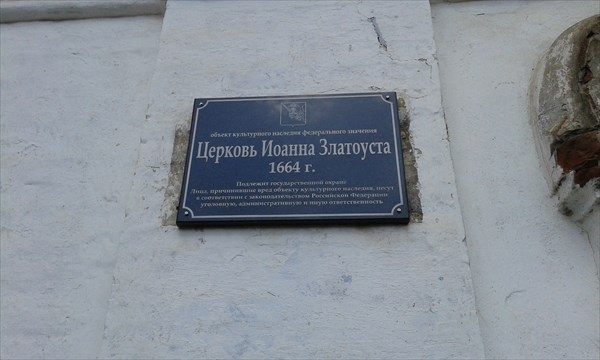 объект культурного наследия федерального значения
Церковь Иоанна Златоуста
1664 г.
Подлежит государственной охране
Лица, причинившие вред объекту культурного наследия, несут
в соответствии с законодательством Российской Федерации
уголовную, административную и иную ответственность